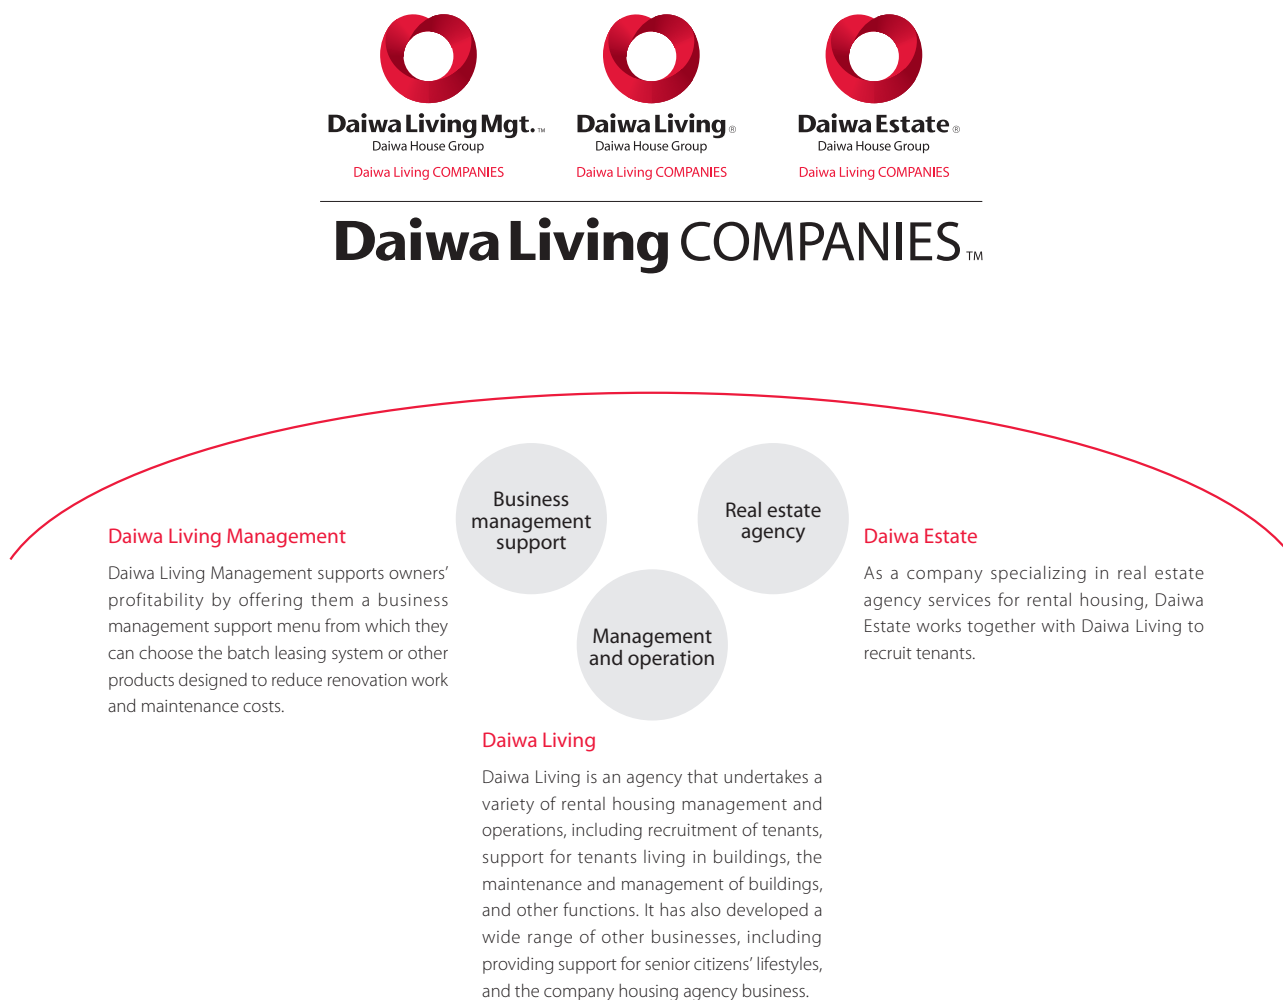 Daiwa Living Mgt.™
Daiwa House Group
Daiwa Living COMPANIES
Daiwa Living®
Daiwa House Group
Daiwa Living COMPANIES
Daiwa Estate®
Daiwa House Group
Daiwa Living COMPANIES
Daiwa Living COMPANIES™
Business
management
support
Real estate
agency
Management
and operation
Daiwa Living Management
Daiwa Living Management supports owners’
profitability by offering them a business
management support menu from which they
can choose the batch leasing system or other
products designed to reduce renovation work
and maintenance costs.
Daiwa Estate
As a company specializing in real estate
agency services for rental housing, Daiwa
Estate works together with Daiwa Living to
recruit tenants.
Daiwa Living
Daiwa Living is an agency that undertakes a
variety of rental housing management and
operations, including recruitment of tenants,
support for tenants living in buildings, the
maintenance and management of buildings,
and other functions. It has also developed a
wide range of other businesses, including
providing support for senior citizens’ lifestyles,
and the company housing agency business.